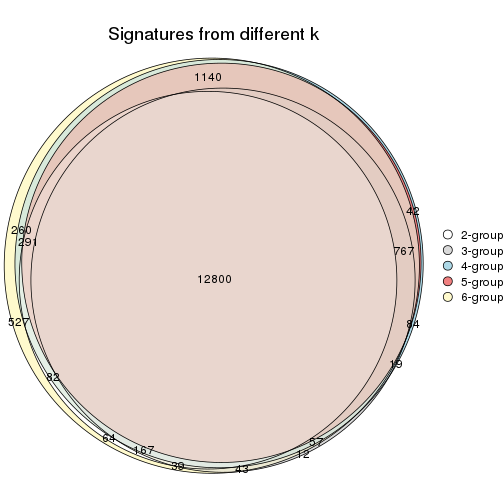 Signatures from different k
1140
42
260
291
767
12800
527
84
19
82
64
167
39
43
12
57
2-group
3-group
4-group
5-group
6-group